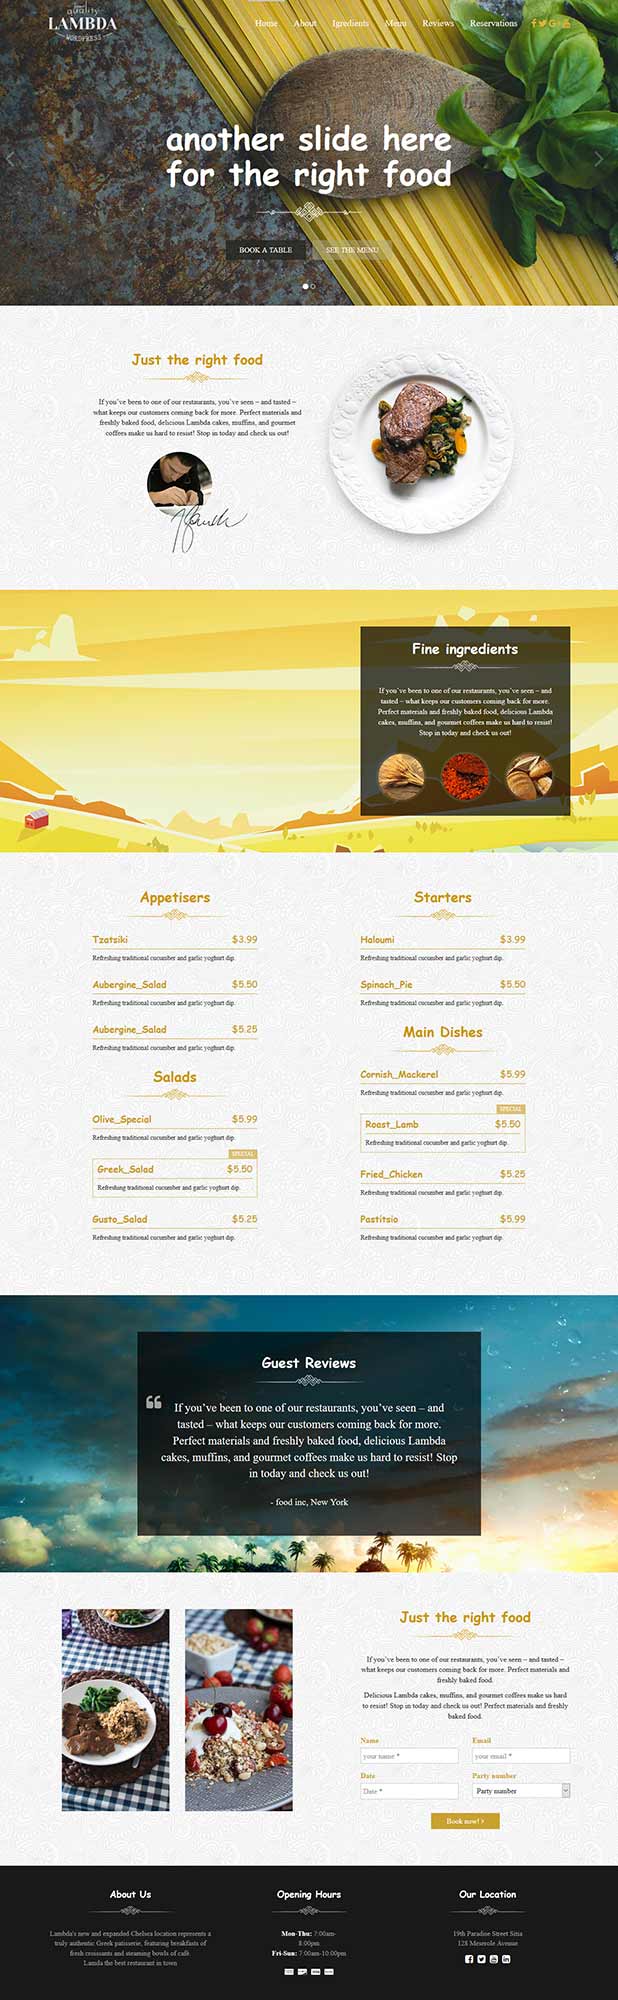 quality
LAMBDA
WORDPRESS
Home About Igredients Menu Reviews Reservations
another slide here
for the right food
BOOK A TABLE SEE THE MENU
Just the right food
If you've been to one of our restaurants, you've seen – and tasted –
what keeps our customers coming back for more. Perfect materials and
freshly baked food, delicious Lambda cakes, muffins, and gourmet
coffees make us hard to resist! Stop in today and check us out!
Fine ingredients
If you've been to one of our restaurants, you've seen – and
tasted – what keeps our customers coming back for more.
Perfect materials and freshly baked food, delicious Lambda
cakes, muffins, and gourmet coffees make us hard to resist!
Stop in today and check us out!
Appetisers
Tzatsiki $3.99
Refreshing traditional cucumber and garlic yoghurt dip.
Aubergine_Salad $5.50
Refreshing traditional cucumber and garlic yoghurt dip.
Aubergine_Salad $5.25
Refreshing traditional cucumber and garlic yoghurt dip.
Salads
Olive_Special $5.99
Refreshing traditional cucumber and garlic yoghurt dip.
SPECIAL
Greek_Salad $5.50
Refreshing traditional cucumber and garlic yoghurt dip.
Gusto_Salad $5.25
Refreshing traditional cucumber and garlic yoghurt dip.
Starters
Haloumi $3.99
Refreshing traditional cucumber and garlic yoghurt dip.
Spinach_Pie $5.50
Refreshing traditional cucumber and garlic yoghurt dip.
Main Dishes
Cornish_Mackerel $5.99
Refreshing traditional cucumber and garlic yoghurt dip.
SPECIAL
Roast_Lamb $5.50
Refreshing traditional cucumber and garlic yoghurt dip.
Fried_Chicken $5.25
Refreshing traditional cucumber and garlic yoghurt dip.
Pastitsio $5.99
Refreshing traditional cucumber and garlic yoghurt dip.
Guest Reviews
If you've been to one of our restaurants, you've seen – and
tasted – what keeps our customers coming back for more.
Perfect materials and freshly baked food, delicious Lambda
cakes, muffins, and gourmet coffees make us hard to resist! Stop
in today and check us out!
- food inc, New York
Just the right food
If you've been to one of our restaurants, you've seen – and tasted –
what keeps our customers coming back for more. Perfect materials and
freshly baked food.
Delicious Lambda cakes, muffins, and gourmet coffees make us hard
to resist! Stop in today and check us out! Perfect materials and freshly
baked food.
Name Email
your name * your email *
Date Party number
Date * Party number
Book now! >
About Us
Lambda's new and expanded Chelsea location represents a
truly authentic Greek patisserie, featuring breakfasts of
fresh croissants and steaming bowls of café.
Lamda the best restaurant in town
Opening Hours
Mon-Thu: 7:00am-
8:00pm
Fri-Sun: 7:00am-10:00pm
Our Location
19th Paradise Street Sitia
128 Meserole Avenue